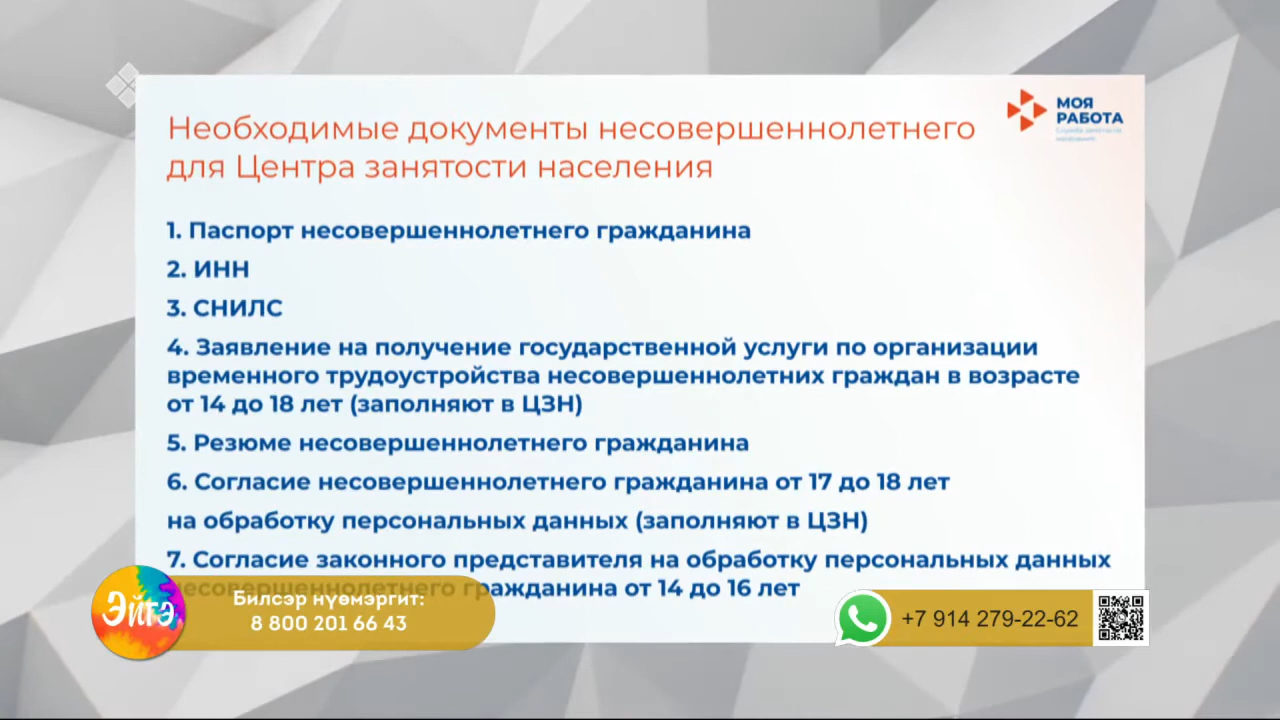 МОЯ
РАБОТА
Необходимые документы несовершеннолетнего
для Центра занятости населения
1. Паспорт несовершеннолетнего гражданина
2. ИНН
3. СНИЛС
4. Заявление на получение государственной услуги по организации
временного трудоустройства несовершеннолетних граждан в возрасте
от 14 до 18 лет (заполняют в ЦЗН)
5. Резюме несовершеннолетнего гражданина
6. Согласие несовершеннолетнего гражданина от 17 до 18 лет
на обработку персональных данных (заполняют в ЦЗН)
7. Согласие законного представителя на обработку персональных данных
несовершеннолетнего гражданина от 14 до 16 лет
Эйгэ
Билсэр нүөмэргит:
8 800 201 66 43
+7 914 279-22-62